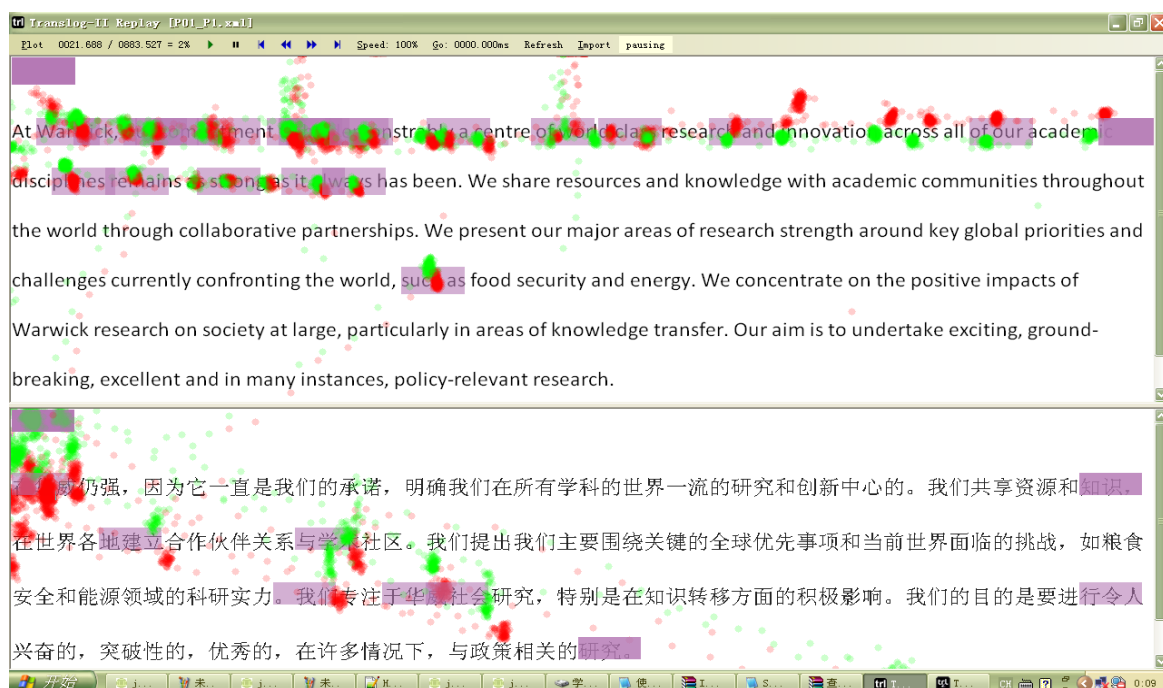 Translog-II Replay [P01_P1.xml]
Plot 0021.688 / 0883.527 = 2% Speed: 100% Go: 0000.000ms Refresh Import pausing
At Warwick, our commitment to be demonstrably a centre of world class research and innovation across all of our academic
disciplines remains as strong as it always has been. We share resources and knowledge with academic communities throughout
the world through collaborative partnerships. We present our major areas of research strength around key global priorities and
challenges currently confronting the world, such as food security and energy. We concentrate on the positive impacts of
Warwick research on society at large, particularly in areas of knowledge transfer. Our aim is to undertake exciting, ground-
breaking, excellent and in many instances, policy-relevant research.
威仍强，因为它一直是我们的承诺，明确我们在所有学科的世界一流的研究和创新中心的。我们共享资源和知识，
在世界各地建立合作伙伴关系与学术社区。我们提出我们主要围绕关键的全球优先事项和当前世界面临的挑战，如粮食
安全和能源领域的科研实力。我们专注于华威社会研究，特别是在知识转移方面的积极影响。我们的目的是要进行令人
兴奋的，突破性的，优秀的，在许多情况下，与政策相关的研究。
开始 j... 未... j... 未... H... j... j... 学... 使... I... S... 查... T... T... CH 0:09